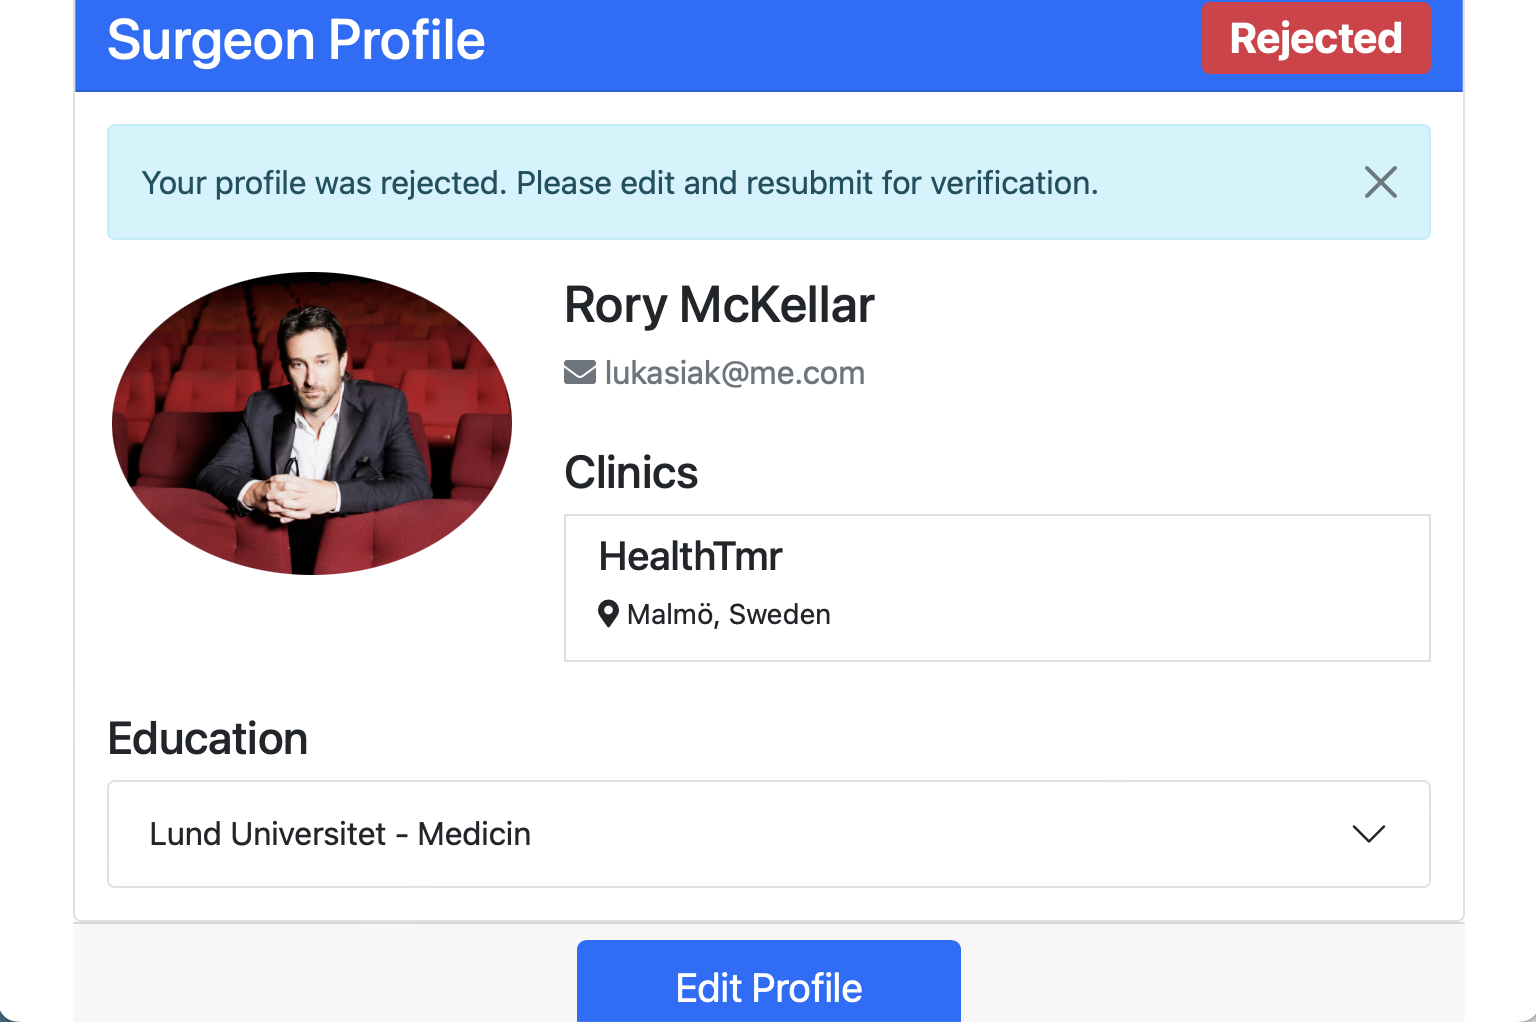 Surgeon Profile
Rejected
Your profile was rejected. Please edit and resubmit for verification.
Rory McKellar
lukasiak@me.com
Clinics
HealthTmr
Malmö, Sweden
Education
Lund Universitet - Medicin
Edit Profile